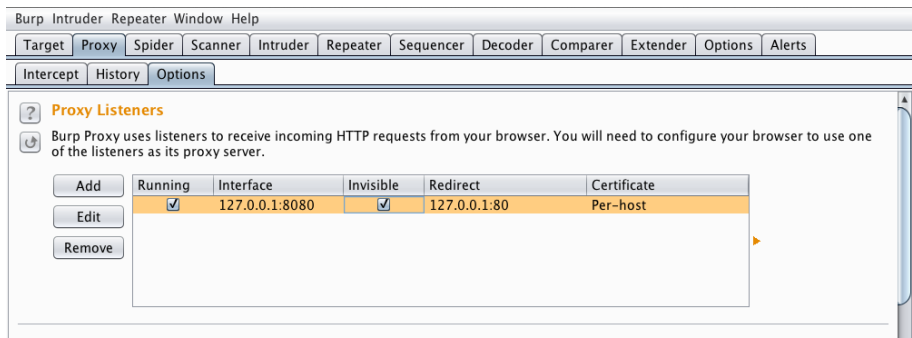 Burp Intruder Repeater Window Help
Target Proxy Spider Scanner Intruder Repeater Sequencer Decoder Comparer Extender Options Alerts
Intercept History Options
? Proxy Listeners
Burp Proxy uses listeners to receive incoming HTTP requests from your browser. You will need to configure your browser to use one
of the listeners as its proxy server.
Add Running Interface Invisible Redirect Certificate
127.0.0.1:8080 127.0.0.1:80 Per-host
Edit
Remove